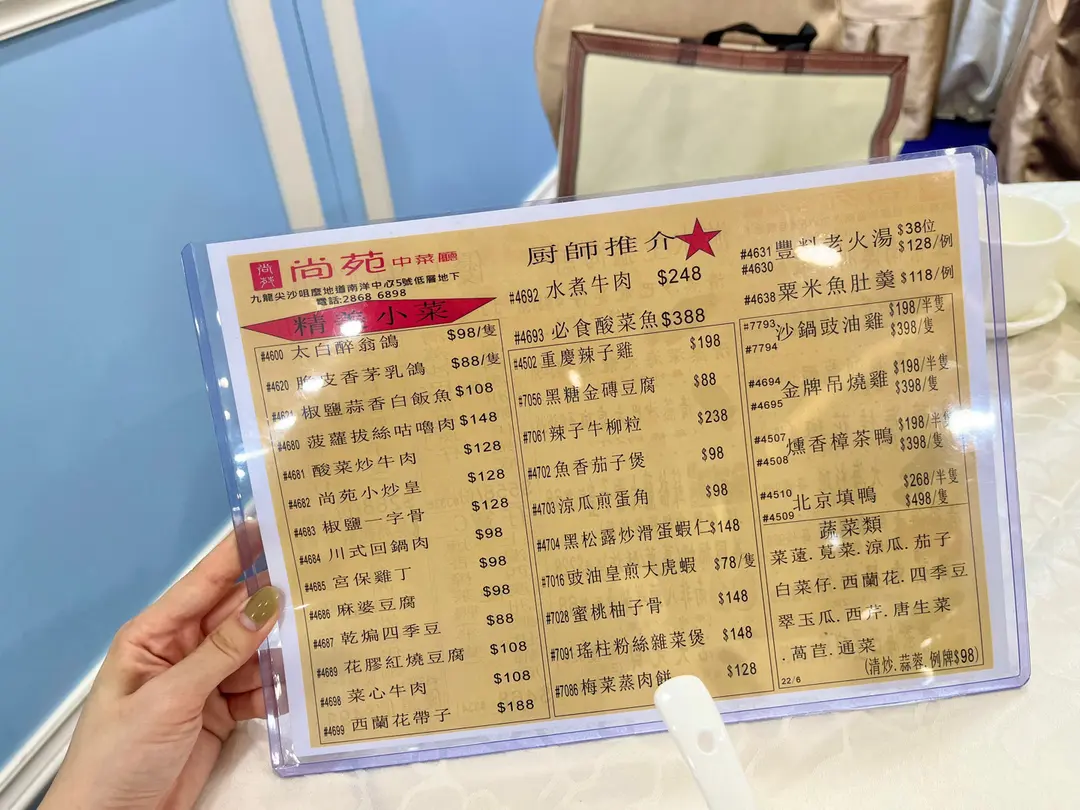 尚苑 尚苑中菜廳
九龍尖沙咀麼地道南洋中心5號低層地下
電話:2868 6898
精美小菜
#4600 太白醉翁鴿 $98/隻
#4620 脆皮香茅乳鴿 $88/隻
#4621 椒鹽蒜香白飯魚 $108
#4680 菠蘿拔絲咕嚕肉 $148
#4681 酸菜炒牛肉 $128
#4682 尚苑小炒皇 $128
#4683 椒鹽一字骨 $128
#4684 川式回鍋肉 $98
#4685 宮保雞丁 $98
#4686 麻婆豆腐 $98
#4687 乾煸四季豆 $88
#4689 花膠紅燒豆腐 $108
#4698 菜心牛肉 $108
#4699 西蘭花帶子 $188
厨師推介
#4692 水煮牛肉 $248
#4693 必食酸菜魚 $388
#4502 重慶辣子雞 $198
#7056 黑糖金磚豆腐 $88
#7061 辣子牛柳粒 $238
#4702 魚香茄子煲 $98
#4703 涼瓜煎蛋角 $98
#4704 黑松露炒滑蛋蝦仁 $148
#7016 豉油皇煎大虎蝦 $78/隻
#7028 蜜桃柚子骨 $148
#7091 瑤柱粉絲雜菜煲 $148
#7086 梅菜蒸肉餅 $128
#4631 豐料老火湯 $38位
#4630 $128/例
#4638 粟米魚肚羹 $118/例
#7793 沙鍋豉油雞 $198/半隻
#7794 $398/隻
#4694 金牌吊燒雞 $198/半隻
#4695 $398/隻
#4507 燻香樟茶鴨 $198/半隻
#4508 $398/隻
#4510 北京填鴨 $268/半隻
#4509 $498/隻
蔬菜類
菜薳. 莧菜. 涼瓜. 茄子
白菜仔. 西蘭花. 四季豆
翠玉瓜. 西芹. 唐生菜
. 萵苣. 通菜
(清炒. 蒜蓉. 例牌$98)
22/6